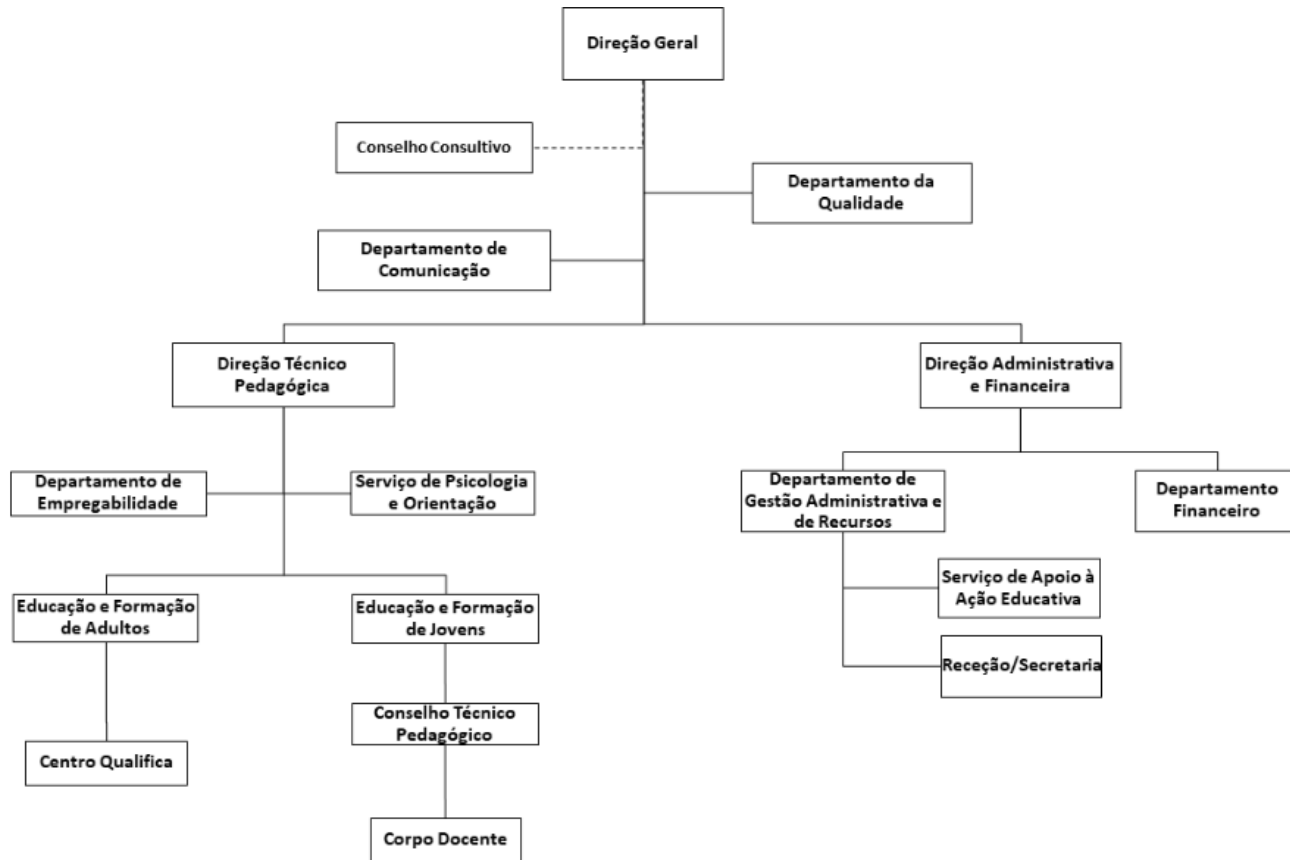 Direção Geral
Conselho Consultivo
Departamento da
Qualidade
Departamento de
Comunicação
Direção Técnico
Pedagógica
Direção Administrativa
e Financeira
Departamento de
Empregabilidade
Serviço de Psicologia
e Orientação
Departamento de
Gestão Administrativa e
de Recursos
Departamento
Financeiro
Educação e Formação
de Adultos
Educação e Formação
de Jovens
Serviço de Apoio à
Ação Educativa
Receção/Secretaria
Conselho Técnico
Pedagógico
Centro Qualifica
Corpo Docente